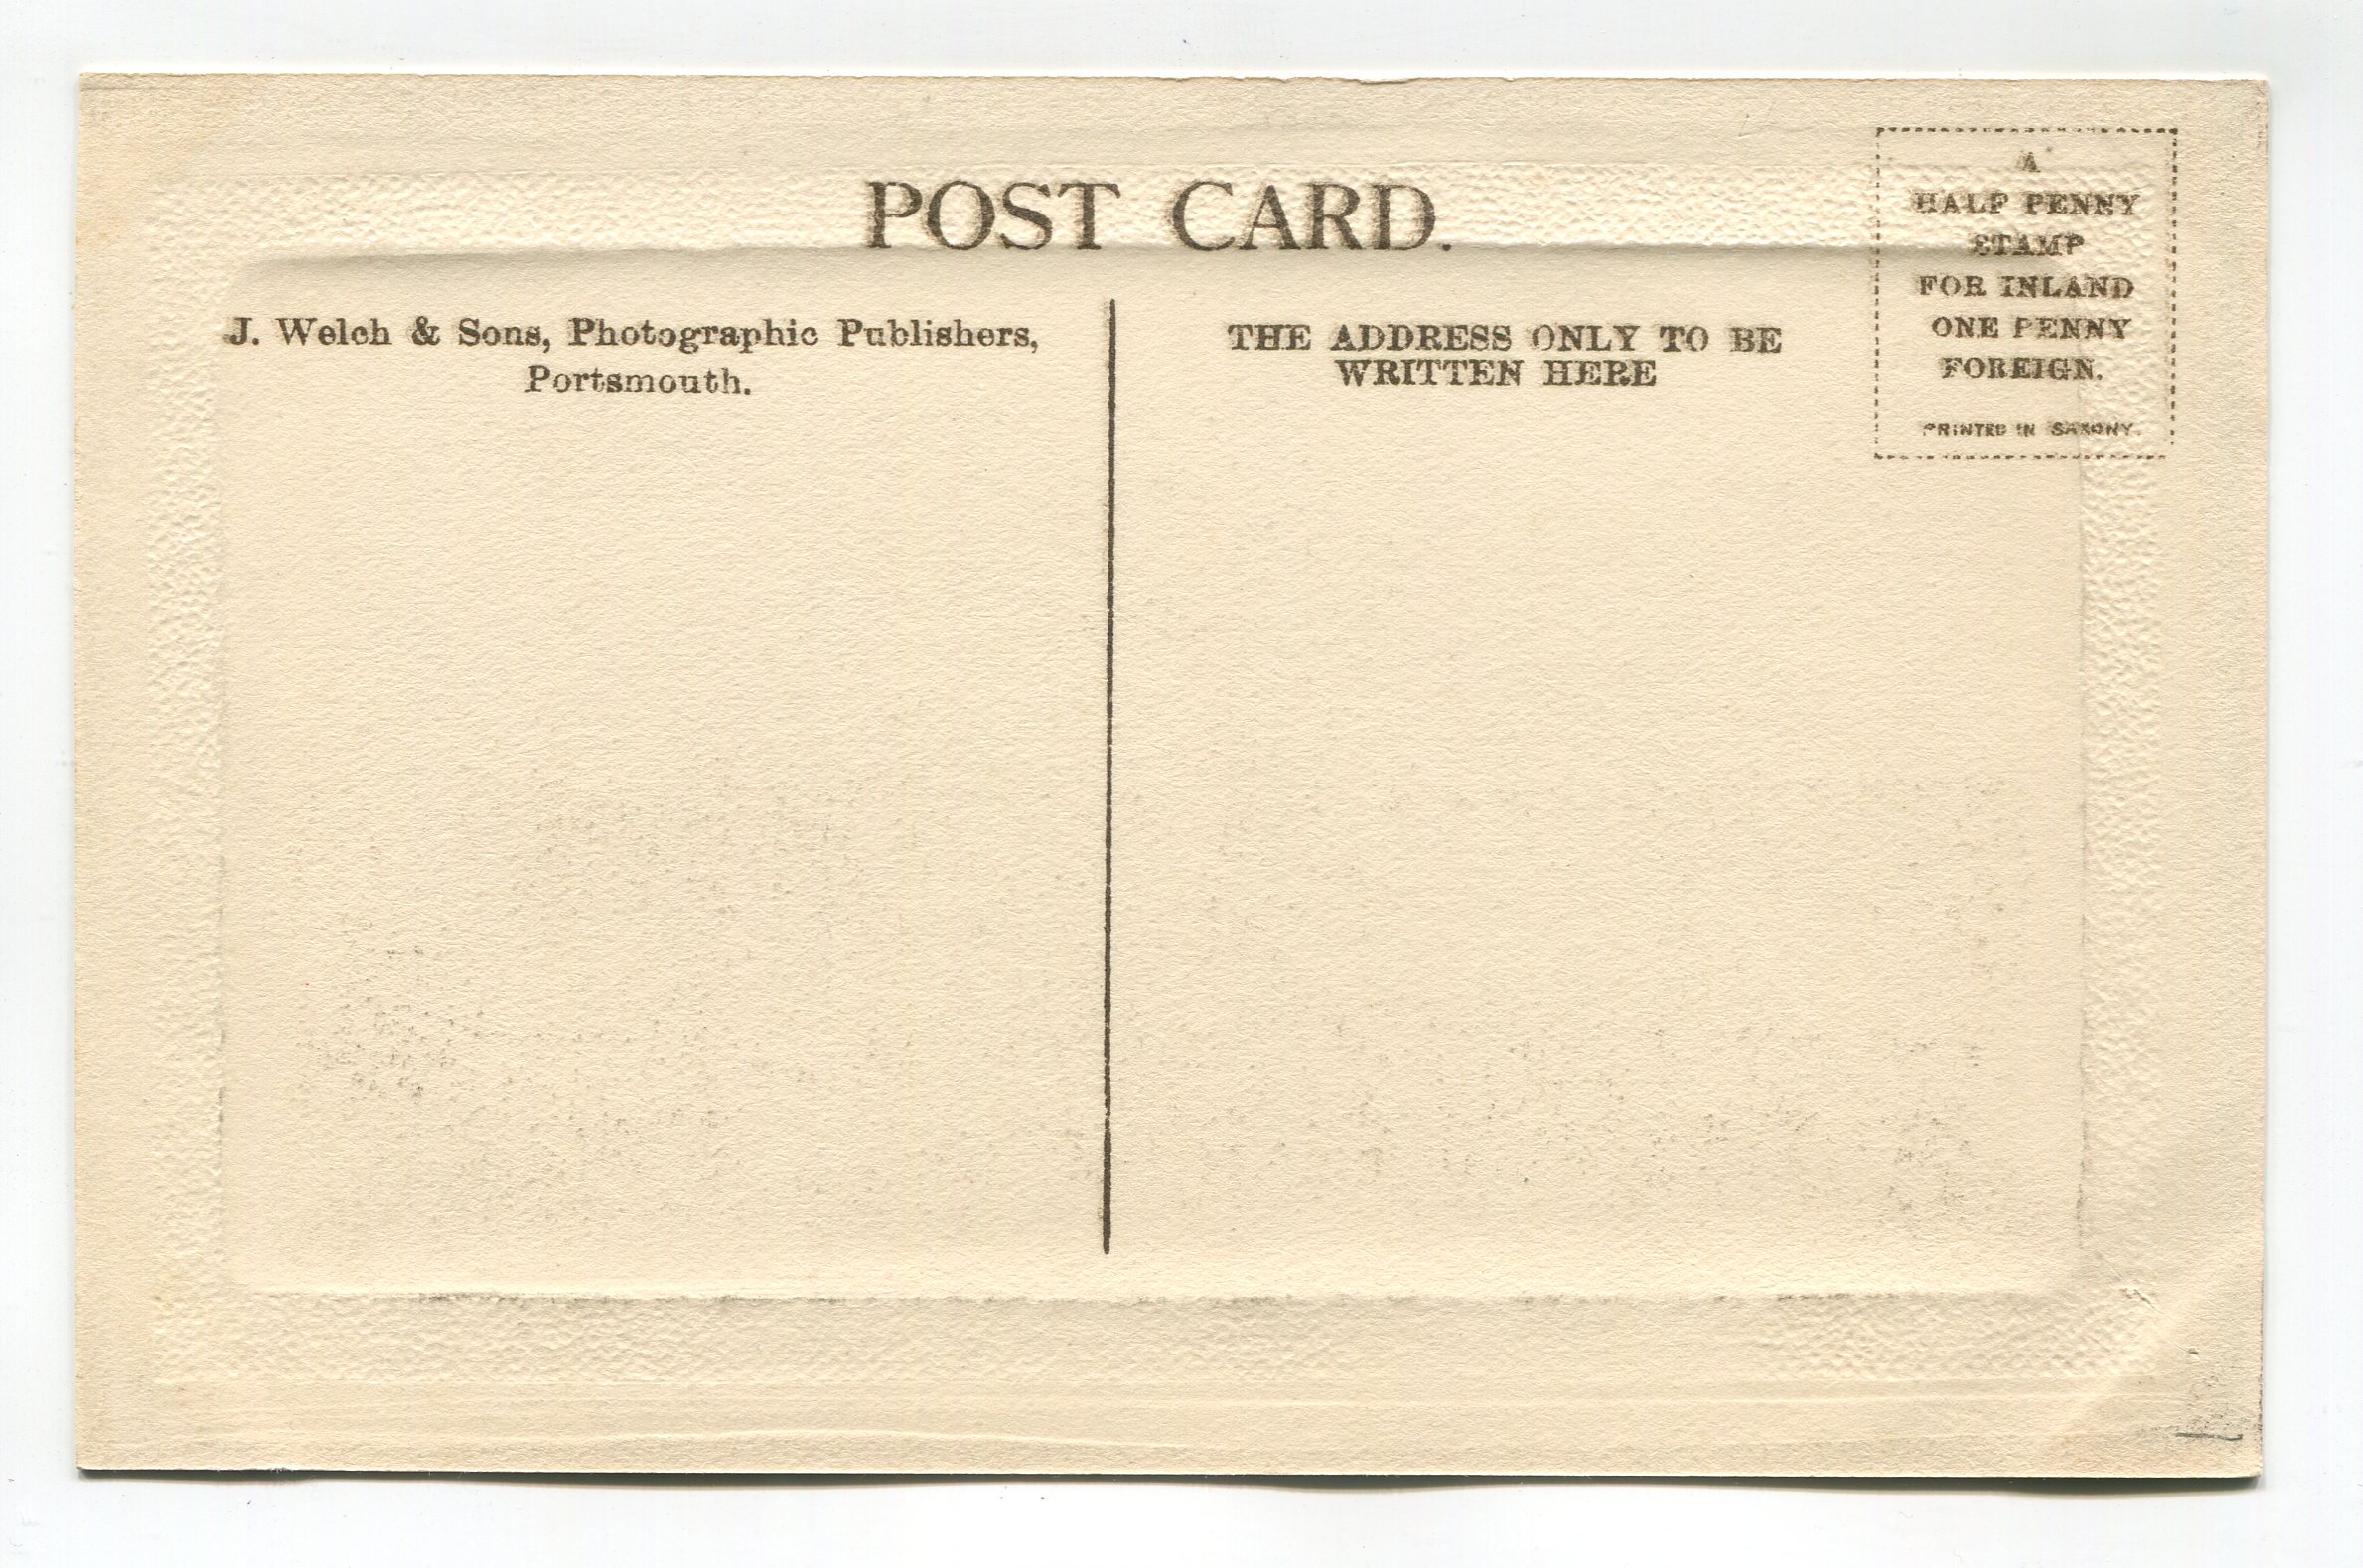 POST CARD.
J. Welch & Sons, Photographic Publishers,
Portsmouth.
THE ADDRESS ONLY TO BE
WRITTEN HERE
A
HALF PENNY
STAMP
FOR INLAND
ONE PENNY
FOREIGN.
PRINTED IN SAXONY.